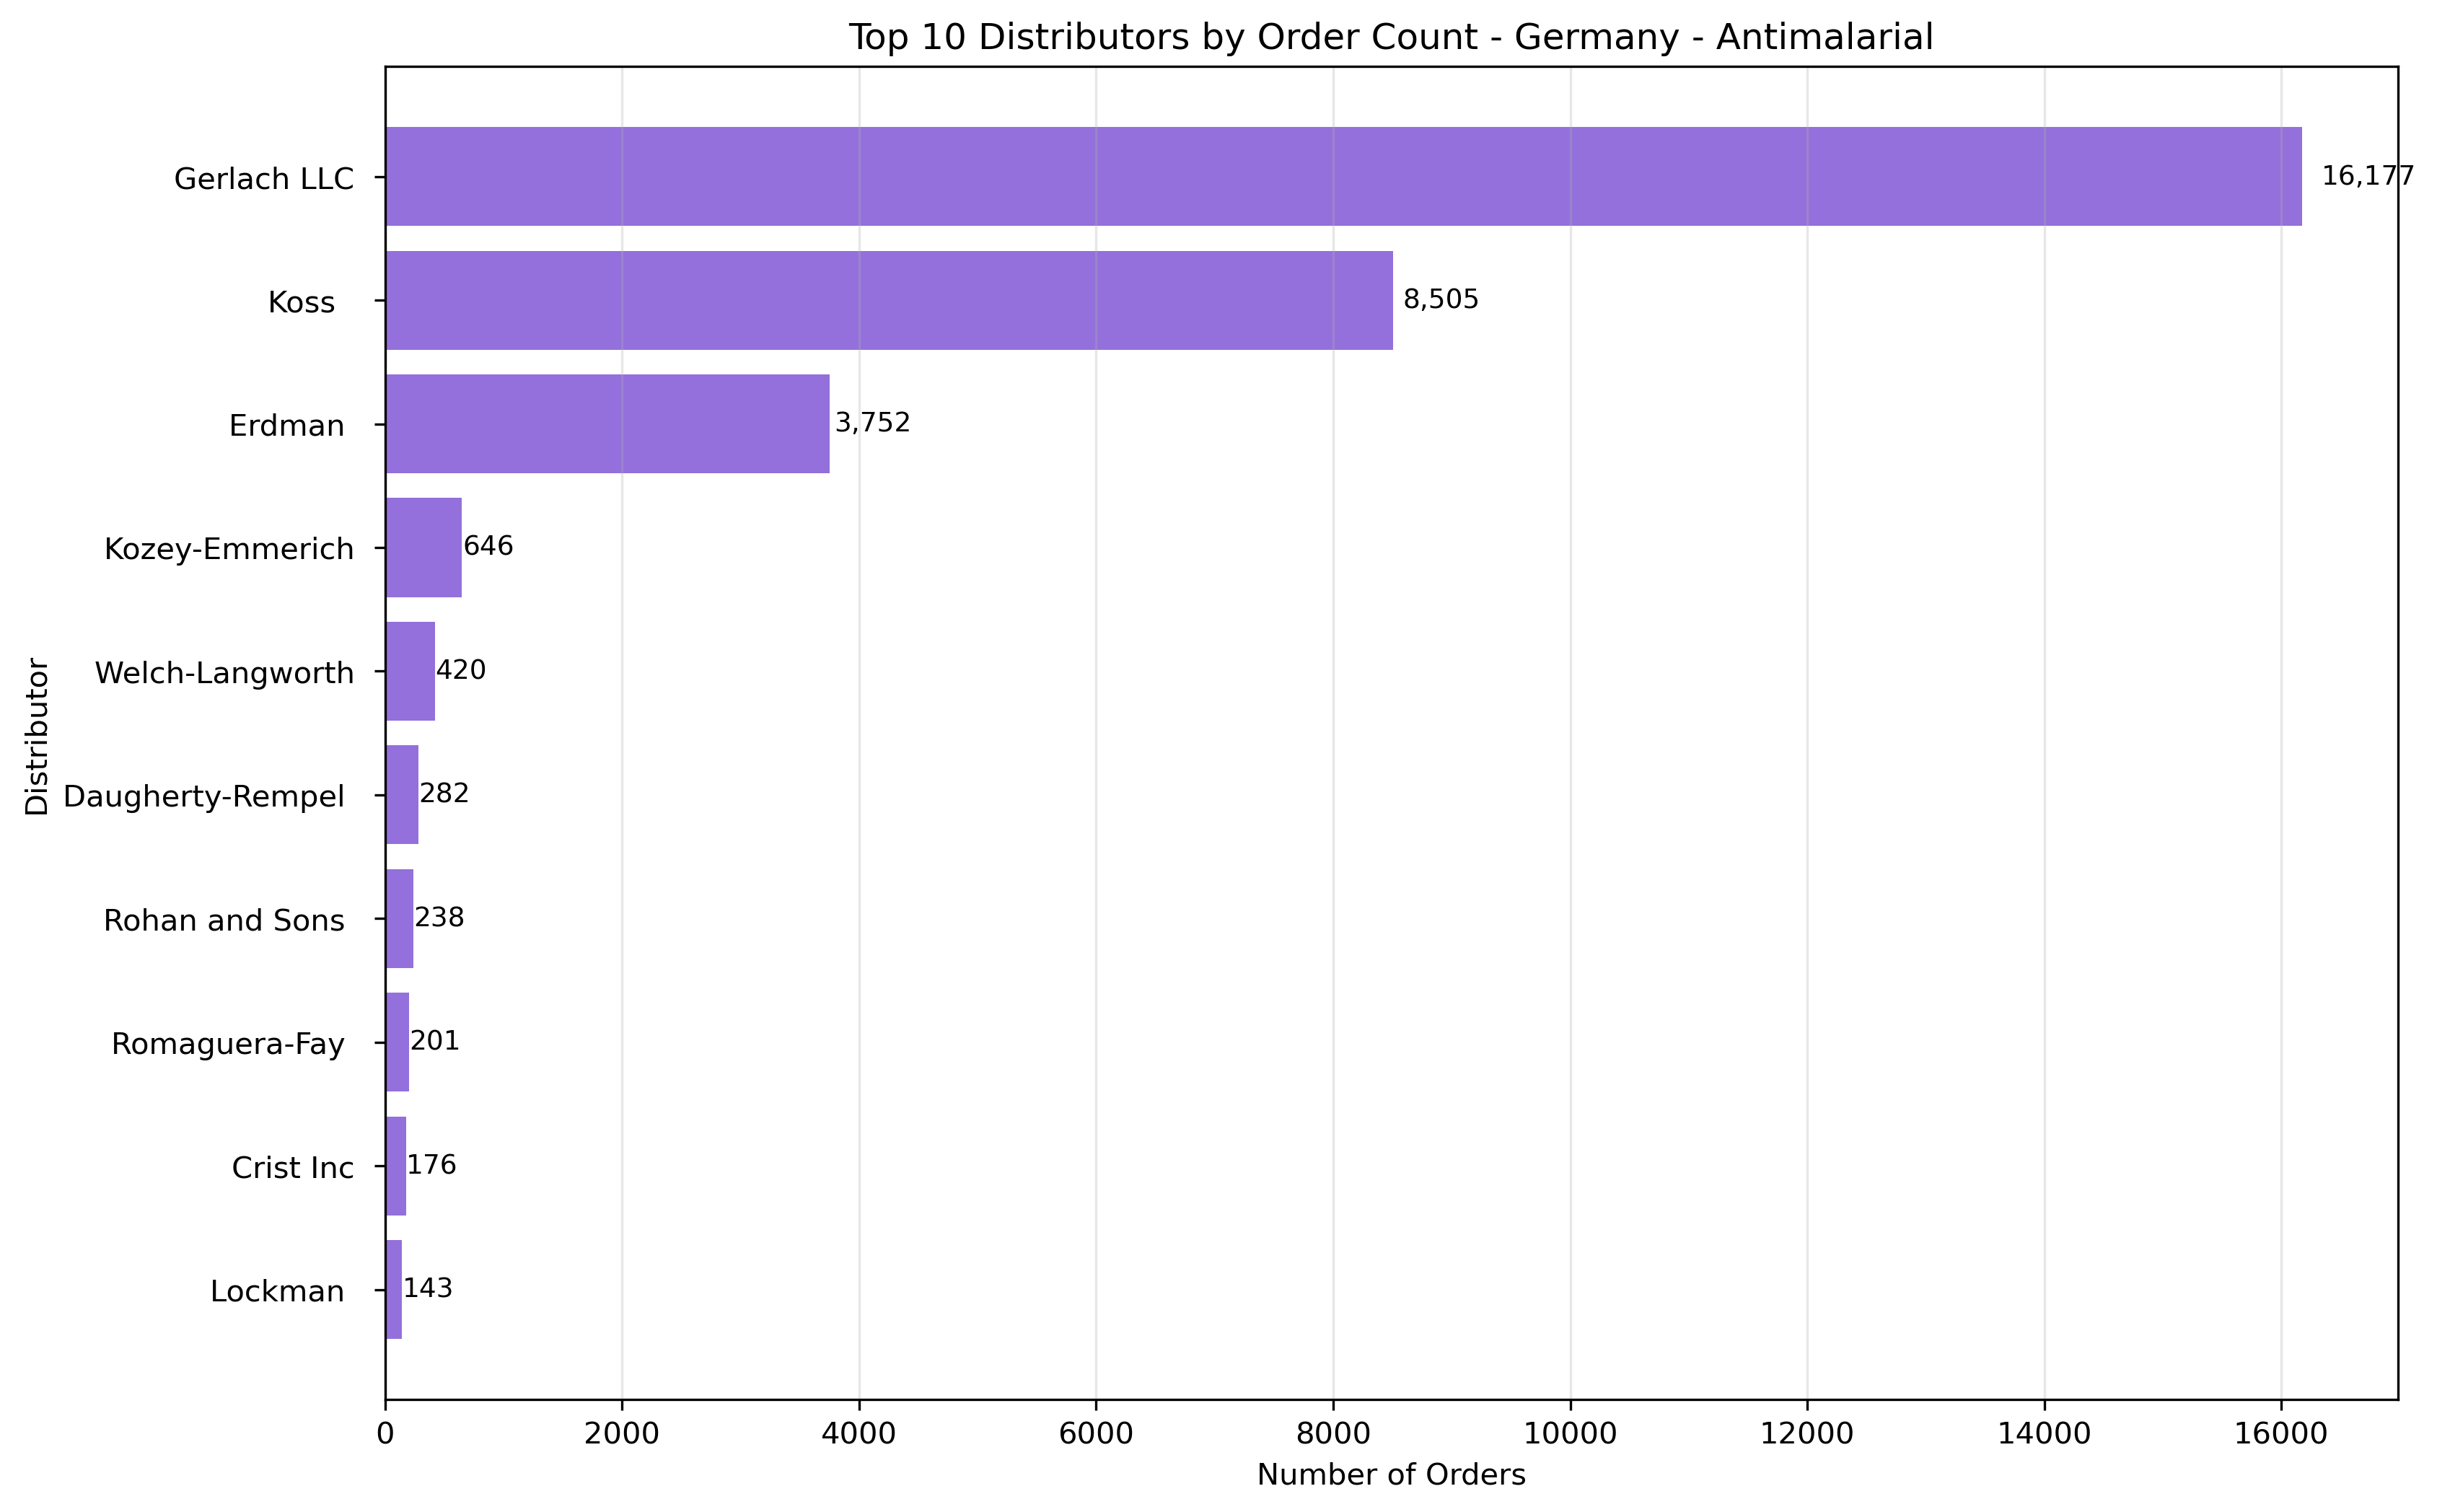 Top 10 Distributors by Order Count - Germany - Antimalarial
Distributor
Gerlach LLC 16,177
Koss 8,505
Erdman 3,752
Kozey-Emmerich 646
Welch-Langworth 420
Daugherty-Rempel 282
Rohan and Sons 238
Romaguera-Fay 201
Crist Inc 176
Lockman 143
0 2000 4000 6000 8000 10000 12000 14000 16000
Number of Orders